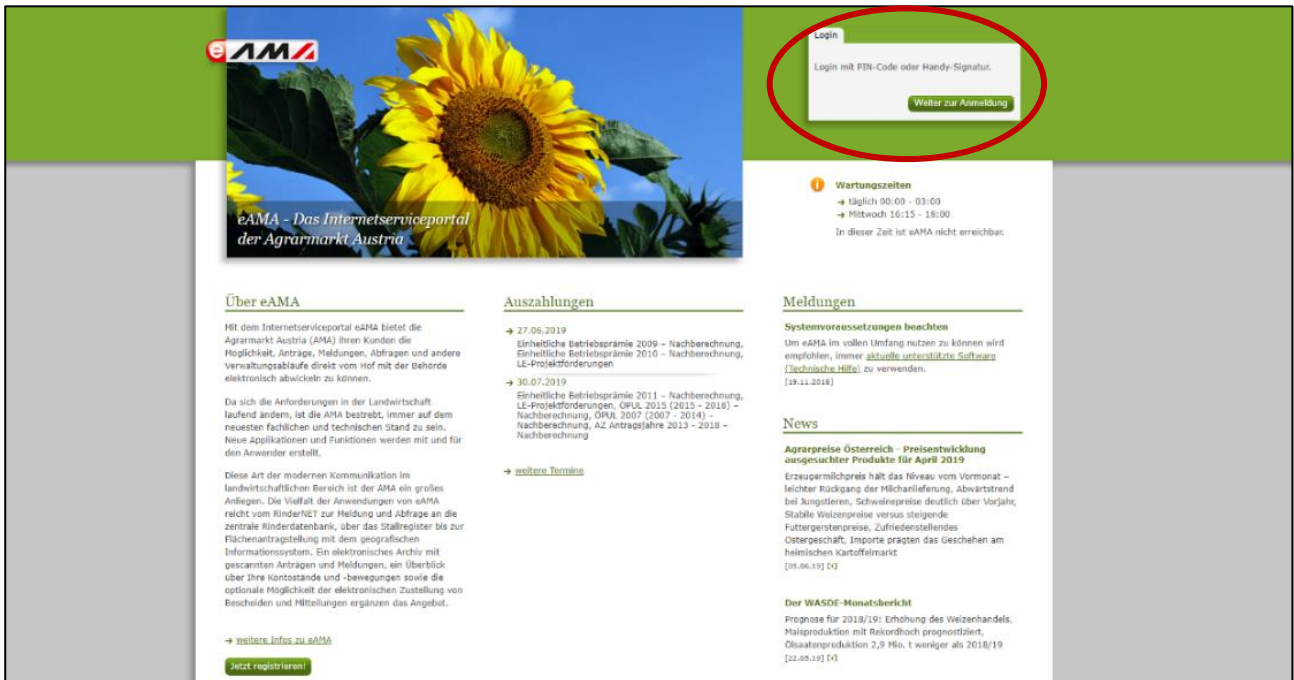 eAMA
Login
Login mit PIN-Code oder Handy-Signatur.
Weiter zur Anmeldung
eAMA - Das Internetserviceportal
der Agrarmarkt Austria
Wartungszeiten
→ täglich 00:00 - 03:00
→ Mittwoch 16:15 - 18:00
In dieser Zeit ist eAMA nicht erreichbar.
Über eAMA
Mit dem Internetserviceportal eAMA bietet die
Agrarmarkt Austria (AMA) ihren Kunden die
Möglichkeit, Anträge, Meldungen, Abfragen und andere
Verwaltungsabläufe direkt vom Hof mit der Behörde
elektronisch abwickeln zu können.
Da sich die Anforderungen in der Landwirtschaft
laufend ändern, ist die AMA bestrebt, immer auf dem
neuesten fachlichen und technischen Stand zu sein.
Neue Applikationen und Funktionen werden mit und für
den Anwender erstellt.
Diese Art der modernen Kommunikation im
landwirtschaftlichen Bereich ist der AMA ein großes
Anliegen. Die Vielfalt der Anwendungen von eAMA
reicht vom RinderNET zur Meldung und Abfrage an die
zentrale Rinderdatenbank, über das Stallregister bis zur
Flächenantragstellung mit dem geografischen
Informationssystem. Ein elektronisches Archiv mit
gescannten Anträgen und Meldungen, ein Überblick
über Ihre Kontostände und -bewegungen sowie die
optionale Möglichkeit der elektronischen Zustellung von
Bescheiden und Mitteilungen ergänzen das Angebot.
→ weitere Infos zu eAMA
Jetzt registrieren!
Auszahlungen
→ 27.06.2019
Einheitliche Betriebsprämie 2009 – Nachberechnung,
Einheitliche Betriebsprämie 2010 – Nachberechnung,
LE-Projektförderungen
→ 30.07.2019
Einheitliche Betriebsprämie 2011 – Nachberechnung,
LE-Projektförderungen, ÖPUL 2015 (2015 - 2018) –
Nachberechnung, ÖPUL 2007 (2007 - 2014) –
Nachberechnung, AZ Antragsjahre 2013 - 2018 –
Nachberechnung
→ weitere Termine
Meldungen
Systemvoraussetzungen beachten
Um eAMA im vollen Umfang nutzen zu können wird
empfohlen, immer aktuelle unterstützte Software
(Technische Hilfe) zu verwenden.
[19.11.2018]
News
Agrarpreise Österreich - Preisentwicklung
ausgesuchter Produkte für April 2019
Erzeugermilchpreis hält das Niveau vom Vormonat –
leichter Rückgang der Milchanlieferung, Abwärtstrend
bei Jungstieren, Schweinepreise deutlich über Vorjahr,
Stabile Weizenpreise versus steigende
Futtergerstenpreise, Zufriedenstellendes
Ostergeschäft, Importe prägten das Geschehen am
heimischen Kartoffelmarkt
[05.06.19]
Der WASDE-Monatsbericht
Prognose für 2018/19: Erhöhung des Weizenhandels,
Maisproduktion mit Rekordhoch prognostiziert,
Ölsaatenproduktion 2,9 Mio. t weniger als 2018/19
[22.05.19]